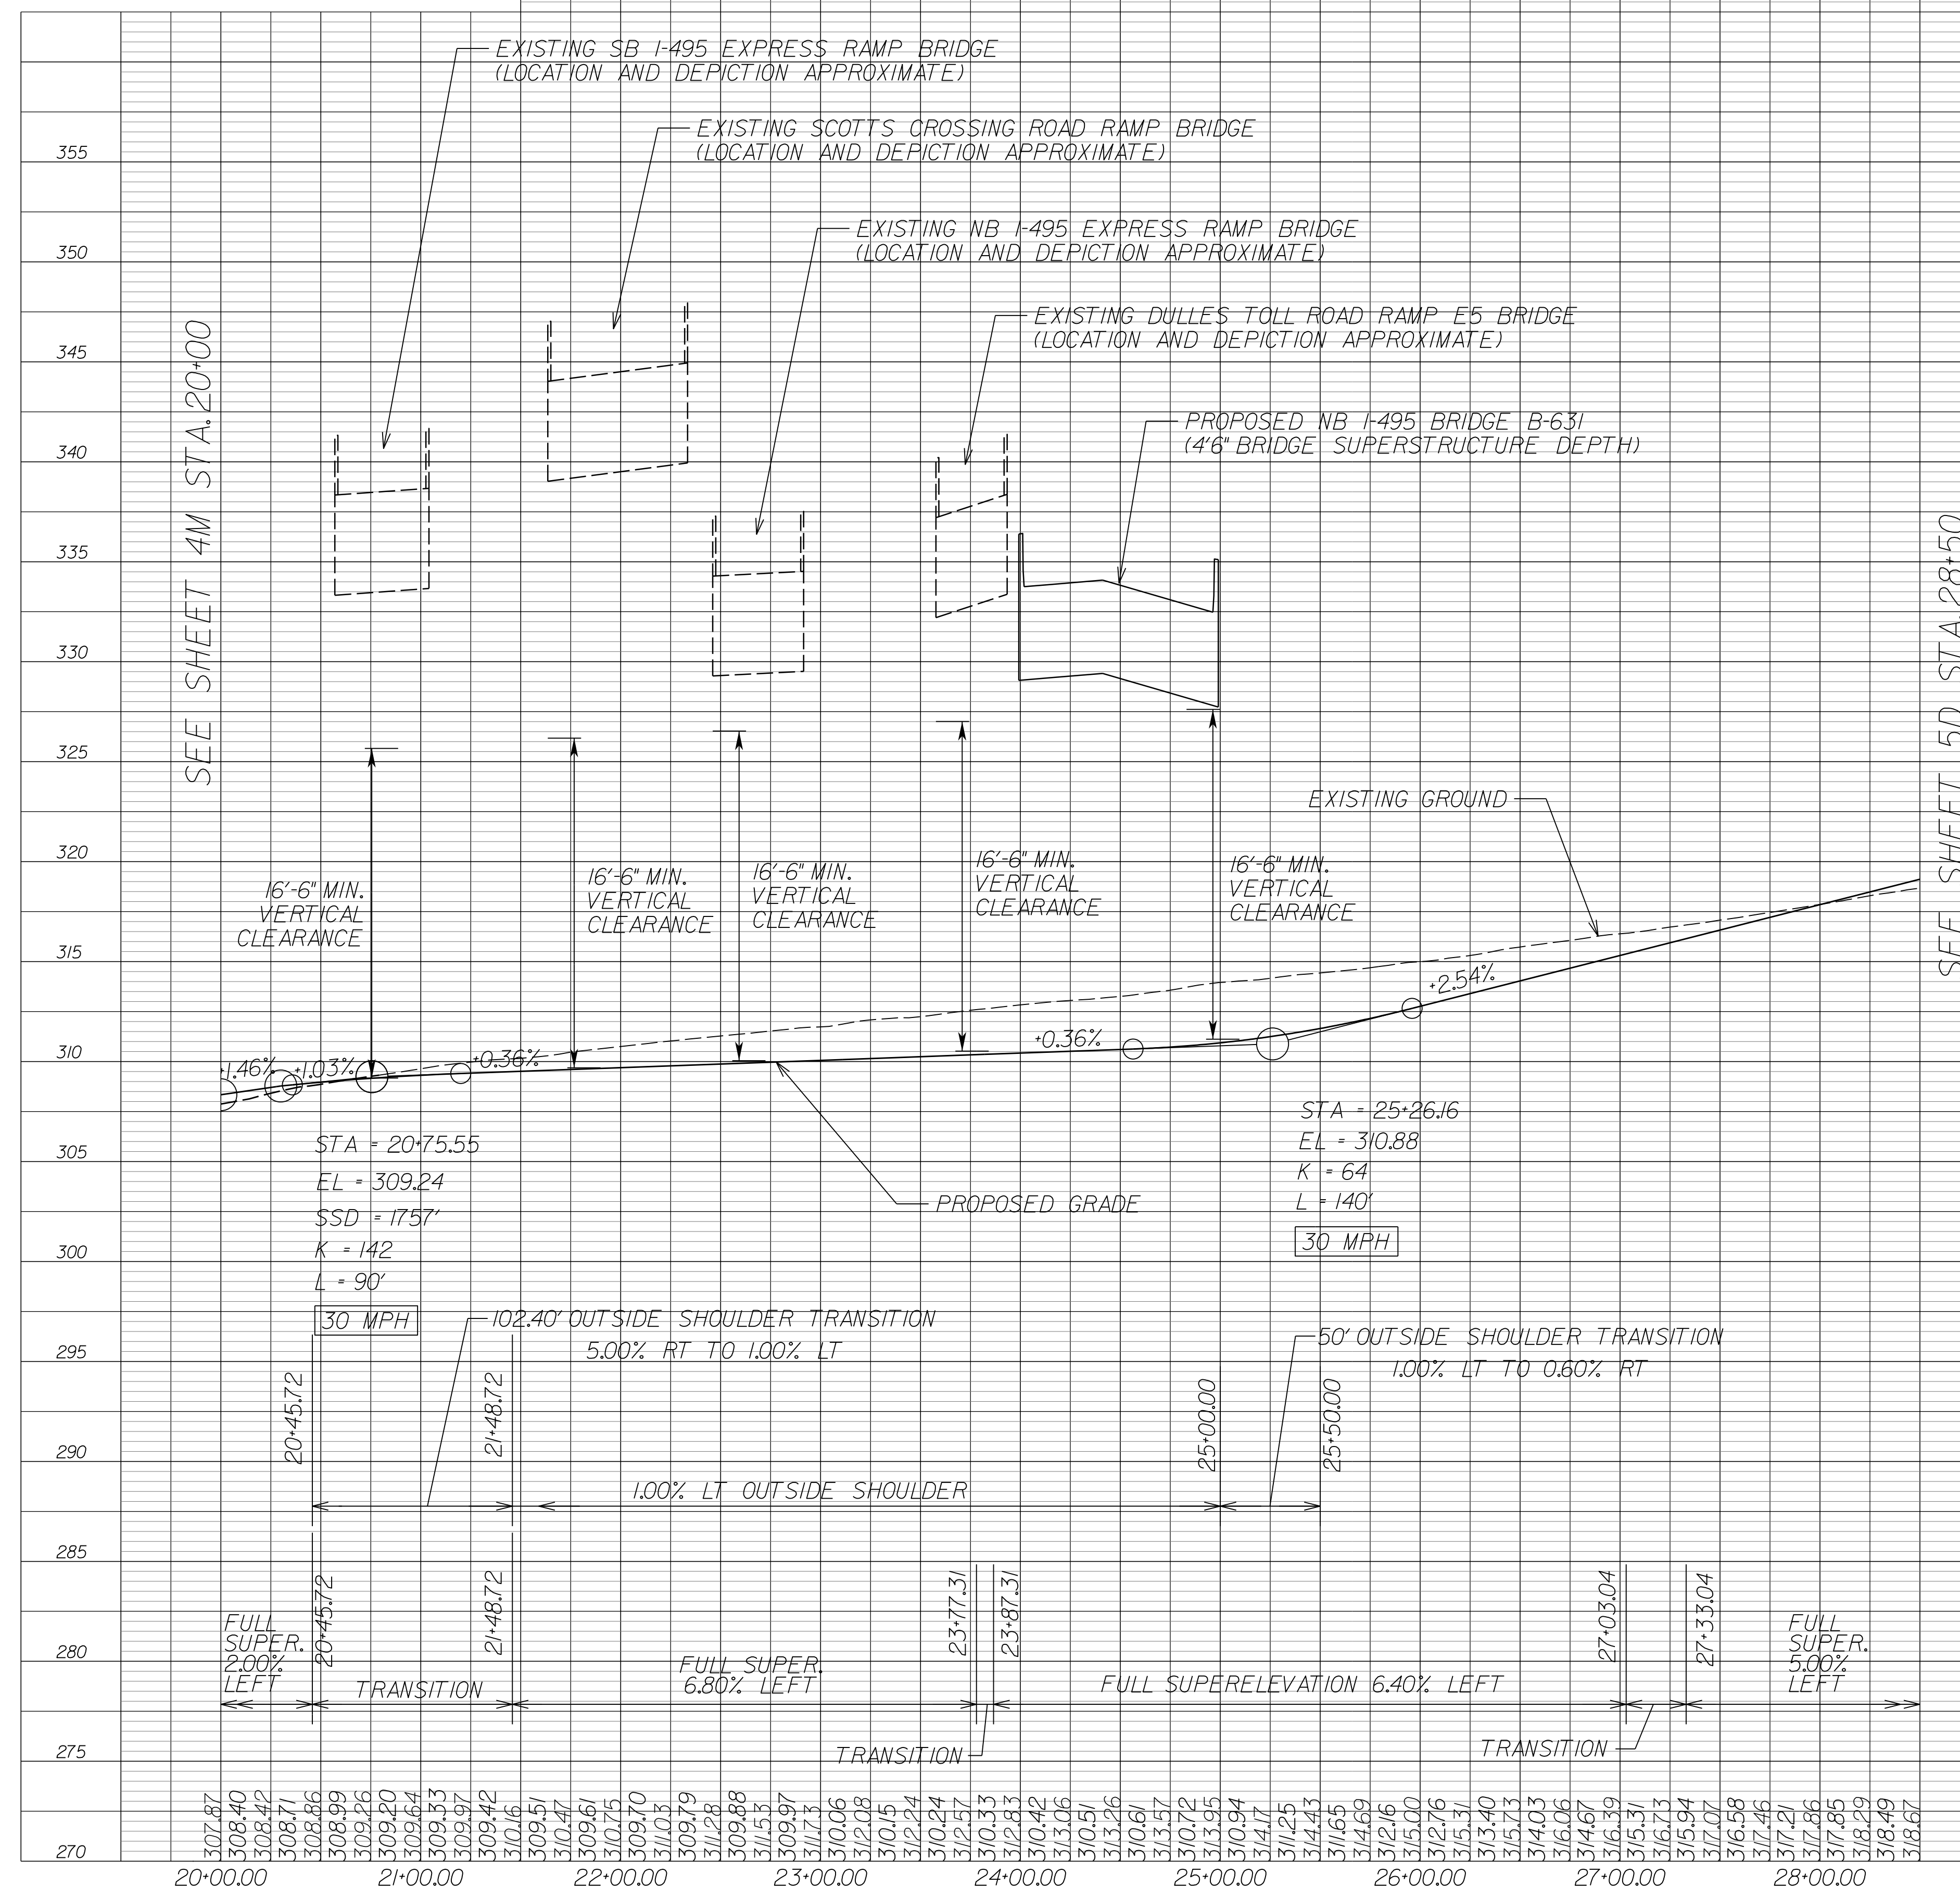 EXISTING SB I-495 EXPRESS RAMP BRIDGE
(LOCATION AND DEPICTION APPROXIMATE)
EXISTING SCOTTS CROSSING ROAD RAMP BRIDGE
(LOCATION AND DEPICTION APPROXIMATE)
EXISTING NB I-495 EXPRESS RAMP BRIDGE
(LOCATION AND DEPICTION APPROXIMATE)
EXISTING DULLES TOLL ROAD RAMP E5 BRIDGE
(LOCATION AND DEPICTION APPROXIMATE)
PROPOSED NB I-495 BRIDGE B-631
(4'6" BRIDGE SUPERSTRUCTURE DEPTH)
355
350
345
340
335
330
325
320
315
310
305
300
295
290
285
280
275
270
SEE SHEET 4M STA. 20+00
SEE SHEET 5D STA. 28+50
16'-6" MIN.
VERTICAL
CLEARANCE
16'-6" MIN.
VERTICAL
CLEARANCE
16'-6" MIN.
VERTICAL
CLEARANCE
16'-6" MIN.
VERTICAL
CLEARANCE
16'-6" MIN.
VERTICAL
CLEARANCE
EXISTING GROUND
+1.46%
+1.03%
+0.36%
+0.36%
+2.54%
STA = 20+75.55
EL = 309.24
SSD = 1757'
K = 142
L = 90'
30 MPH
PROPOSED GRADE
STA = 25+26.16
EL = 310.88
K = 64
L = 140'
30 MPH
102.40' OUTSIDE SHOULDER TRANSITION
5.00% RT TO 1.00% LT
50' OUTSIDE SHOULDER TRANSITION
1.00% LT TO 0.60% RT
20+45.72
21+48.72
25+00.00
25+50.00
1.00% LT OUTSIDE SHOULDER
20+45.72
21+48.72
23+77.31
23+87.31
27+03.04
27+33.04
FULL
SUPER.
2.00%
LEFT
TRANSITION
FULL SUPER.
6.80% LEFT
FULL SUPERELEVATION 6.40% LEFT
FULL
SUPER.
5.00%
LEFT
TRANSITION
TRANSITION
307.87
308.40
308.42
308.71
308.86
308.99
309.26
309.20
309.64
309.33
309.97
309.42
310.16
309.51
310.47
309.61
310.75
309.70
311.03
309.79
311.28
309.88
311.53
309.97
311.73
310.06
312.08
310.15
312.24
310.24
312.57
310.33
312.83
310.42
313.06
310.51
313.26
310.61
313.57
310.72
313.95
310.94
314.17
311.25
314.43
311.65
314.69
312.16
315.00
312.76
315.31
313.40
315.73
314.03
316.06
314.67
316.39
315.31
316.73
315.94
317.07
316.58
317.46
317.21
317.86
317.85
318.29
318.49
318.67
20+00.00
21+00.00
22+00.00
23+00.00
24+00.00
25+00.00
26+00.00
27+00.00
28+00.00